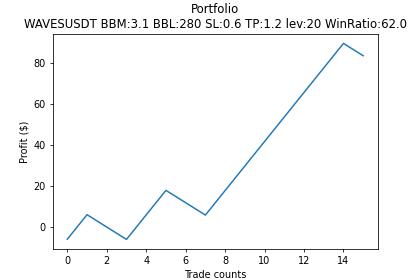 Portfolio
WAVESUSDT BBM:3.1 BBL:280 SL:0.6 TP:1.2 lev:20 WinRatio:62.0
Profit ($)
80
60
40
20
0
0 2 4 6 8 10 12 14
Trade counts